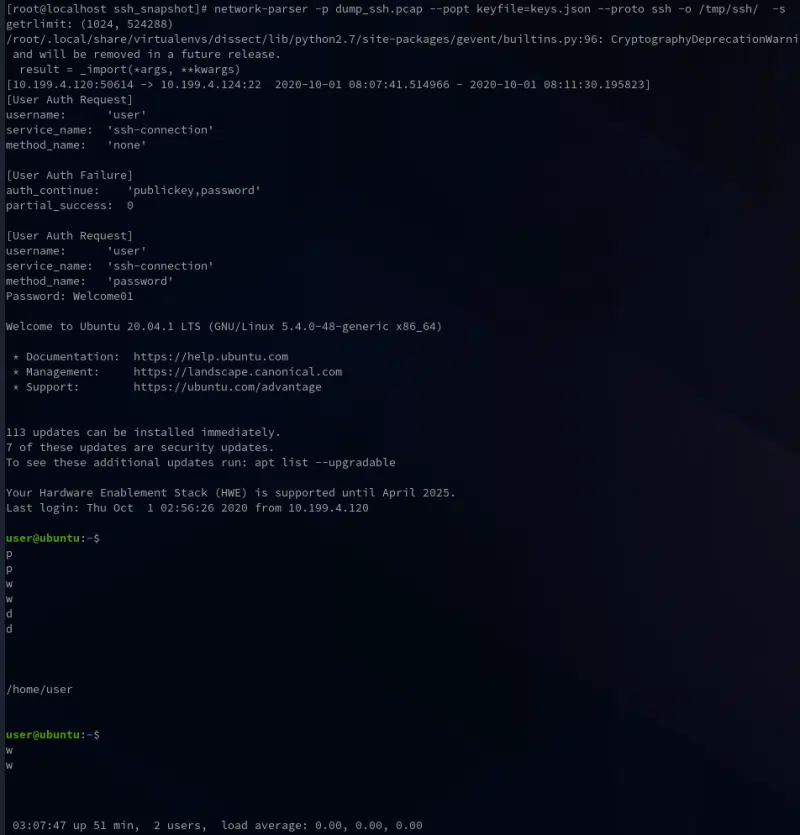 [root@localhost ssh_snapshot]# network-parser -p dump_ssh.pcap --popt keyfile=keys.json --proto ssh -o /tmp/ssh/  -s
getrlimit: (1024, 524288)
/root/.local/share/virtualenvs/dissect/lib/python2.7/site-packages/gevent/builtins.py:96: CryptographyDeprecationWarni
 and will be removed in a future release.
  result = _import(*args, **kwargs)
[10.199.4.120:50614 -> 10.199.4.124:22  2020-10-01 08:07:41.514966 - 2020-10-01 08:11:30.195823]
[User Auth Request]
username:      'user'
service_name:  'ssh-connection'
method_name:   'none'

[User Auth Failure]
auth_continue:    'publickey,password'
partial_success:  0

[User Auth Request]
username:      'user'
service_name:  'ssh-connection'
method_name:   'password'
Password: Welcome01

Welcome to Ubuntu 20.04.1 LTS (GNU/Linux 5.4.0-48-generic x86_64)

 * Documentation:  https://help.ubuntu.com
 * Management:     https://landscape.canonical.com
 * Support:        https://ubuntu.com/advantage

113 updates can be installed immediately.
7 of these updates are security updates.
To see these additional updates run: apt list --upgradable

Your Hardware Enablement Stack (HWE) is supported until April 2025.
Last login: Thu Oct  1 02:56:26 2020 from 10.199.4.120

user@ubuntu:~$
p
p
w
w
d
d

/home/user

user@ubuntu:~$
w
w

 03:07:47 up 51 min,  2 users,  load average: 0.00, 0.00, 0.00